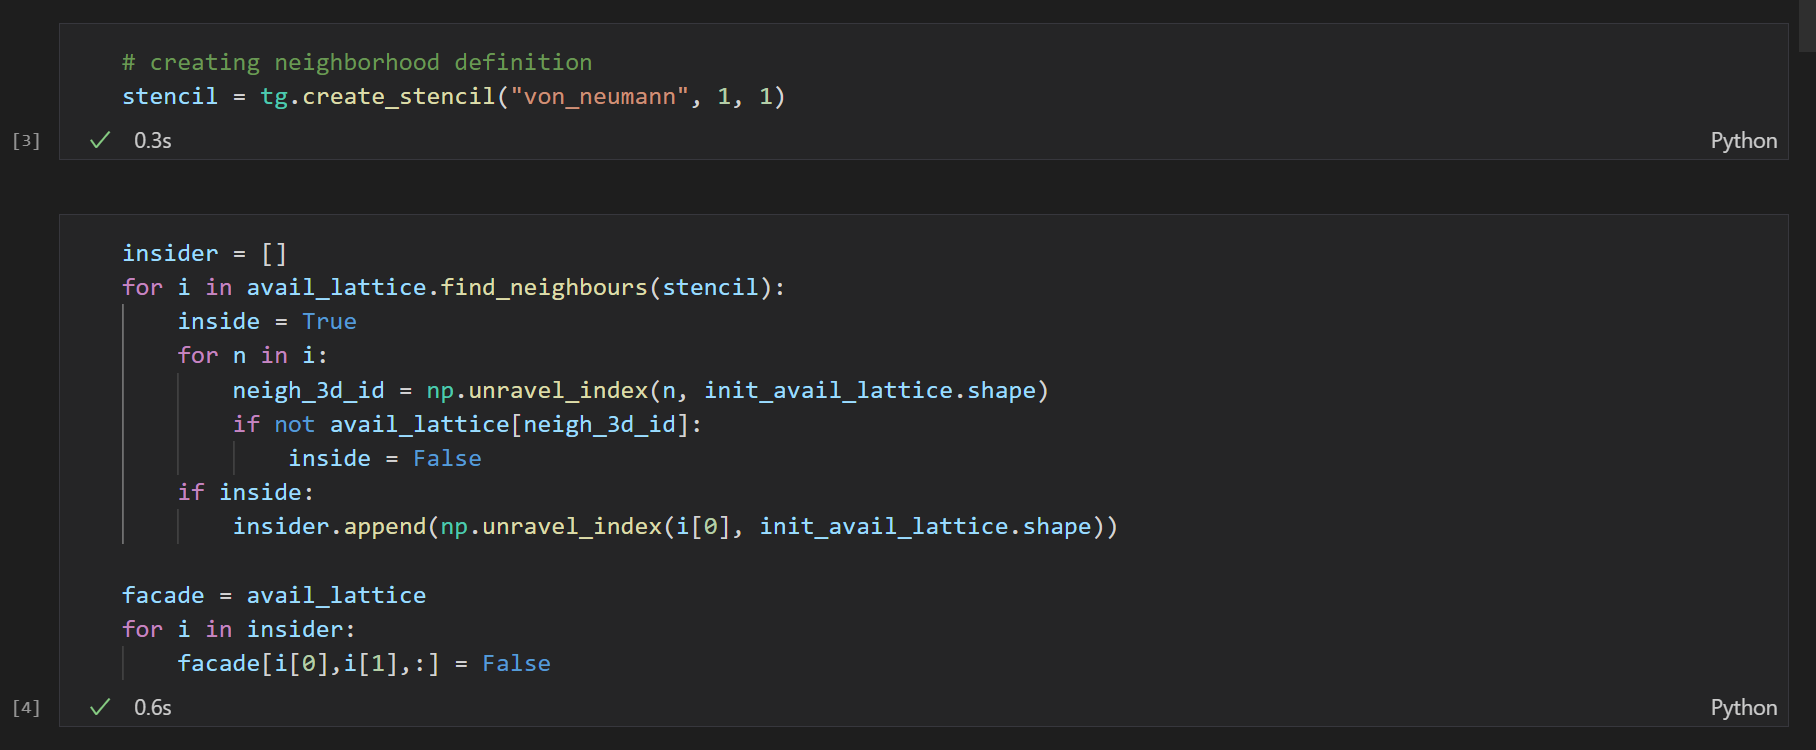 # creating neighborhood definition
stencil = tg.create_stencil("von_neumann", 1, 1)
[3] 0.3s Python
insider = []
for i in avail_lattice.find_neighbours(stencil):
    inside = True
    for n in i:
        neigh_3d_id = np.unravel_index(n, init_avail_lattice.shape)
        if not avail_lattice[neigh_3d_id]:
            inside = False
    if inside:
        insider.append(np.unravel_index(i[0], init_avail_lattice.shape))
facade = avail_lattice
for i in insider:
    facade[i[0],i[1],:] = False
[4] 0.6s Python